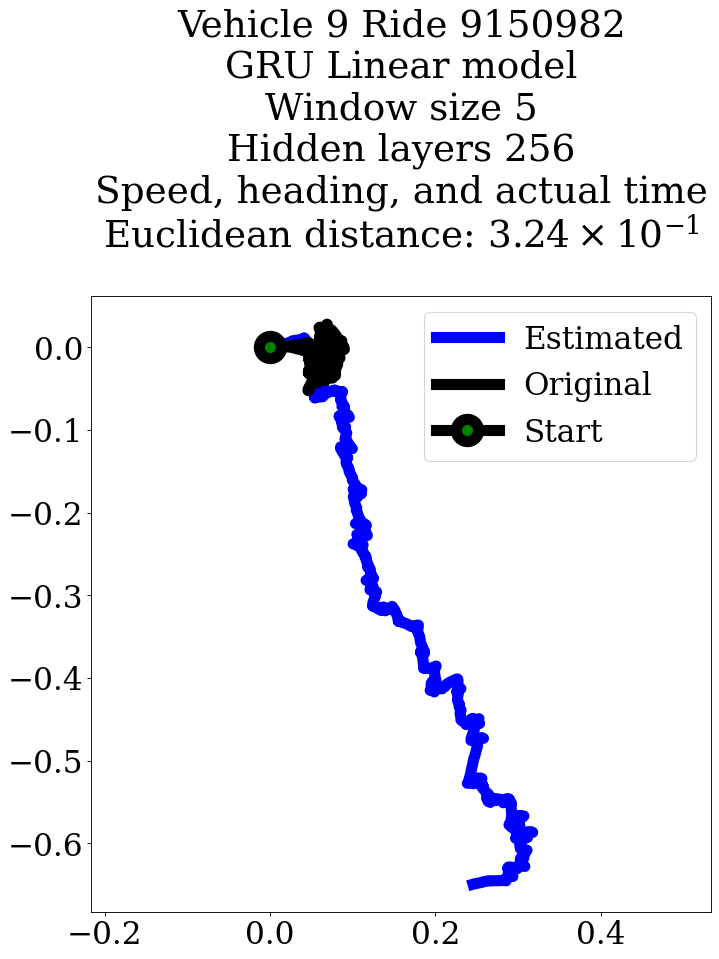 Vehicle 9 Ride 9150982
GRU Linear model
Window size 5
Hidden layers 256
Speed, heading, and actual time
Euclidean distance: 3.24 × 10⁻¹
Estimated
Original
Start
0.0
−0.1
−0.2
−0.3
−0.4
−0.5
−0.6
−0.2 0.0 0.2 0.4